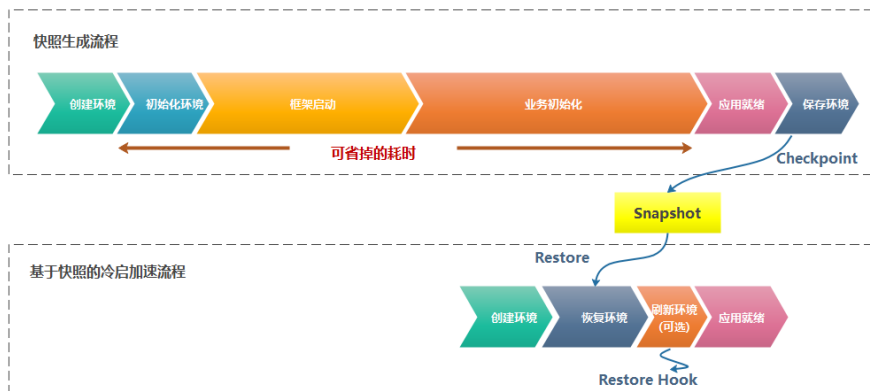 快照生成流程
创建环境
初始化环境
框架启动
业务初始化
应用就绪
保存环境
可省掉的耗时
Checkpoint
Snapshot
Restore
基于快照的冷启加速流程
创建环境
恢复环境
刷新环境
(可选)
应用就绪
Restore Hook